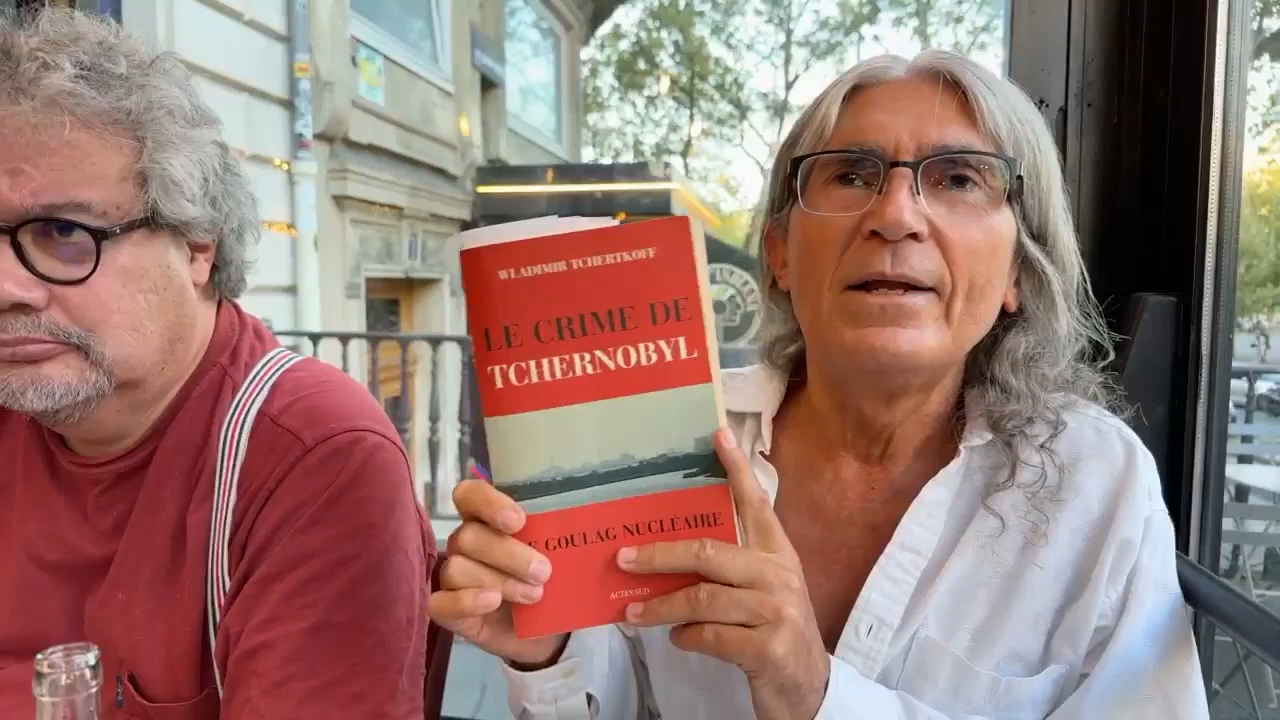 WLADIMIR TCHERTKOFF
LE CRIME DE
TCHERNOBYL
GOULAG NUCLÉAIRE
ACTES SUD